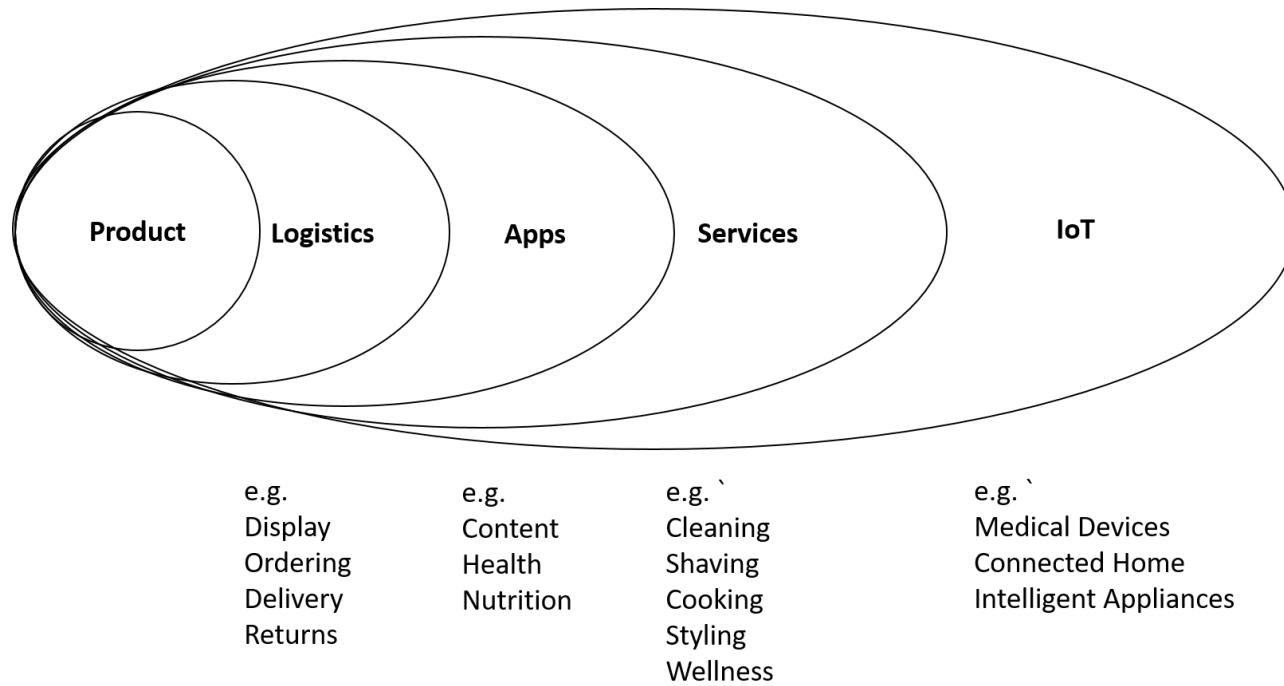 Product
Logistics
Apps
Services
IoT
e.g.
Display
Ordering
Delivery
Returns
e.g.
Content
Health
Nutrition
e.g. `
Cleaning
Shaving
Cooking
Styling
Wellness
e.g. `
Medical Devices
Connected Home
Intelligent Appliances